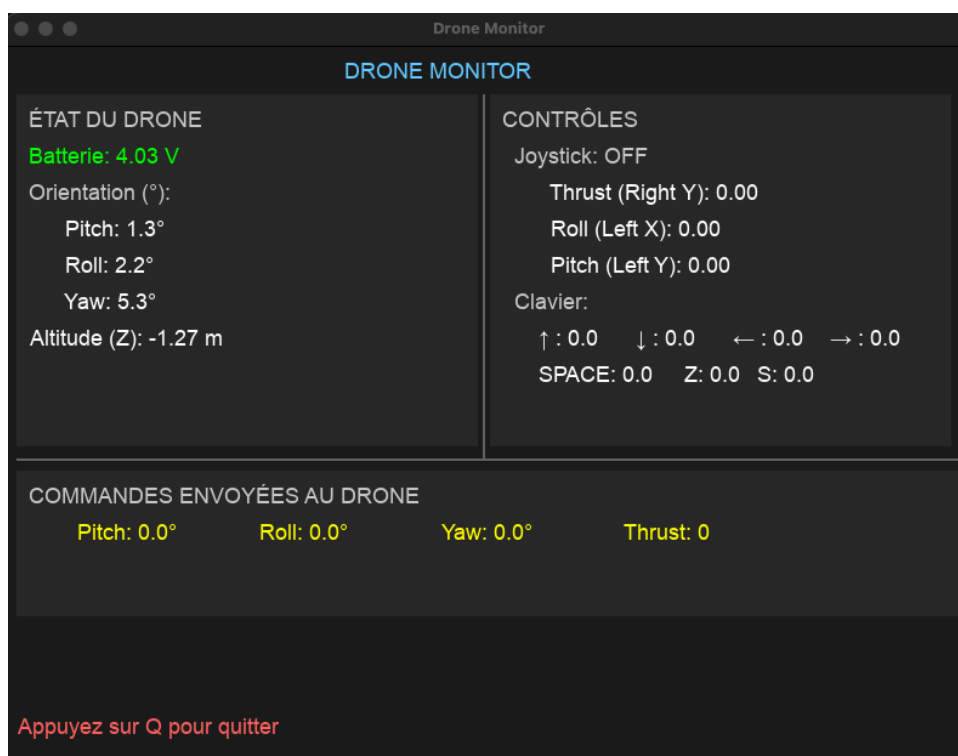 Drone Monitor
DRONE MONITOR
ÉTAT DU DRONE
Batterie: 4.03 V
Orientation (°):
Pitch: 1.3°
Roll: 2.2°
Yaw: 5.3°
Altitude (Z): -1.27 m
CONTRÔLES
Joystick: OFF
Thrust (Right Y): 0.00
Roll (Left X): 0.00
Pitch (Left Y): 0.00
Clavier:
↑ : 0.0 ↓ : 0.0 ← : 0.0 → : 0.0
SPACE: 0.0 Z: 0.0 S: 0.0
COMMANDES ENVOYÉES AU DRONE
Pitch: 0.0° Roll: 0.0° Yaw: 0.0° Thrust: 0
Appuyez sur Q pour quitter